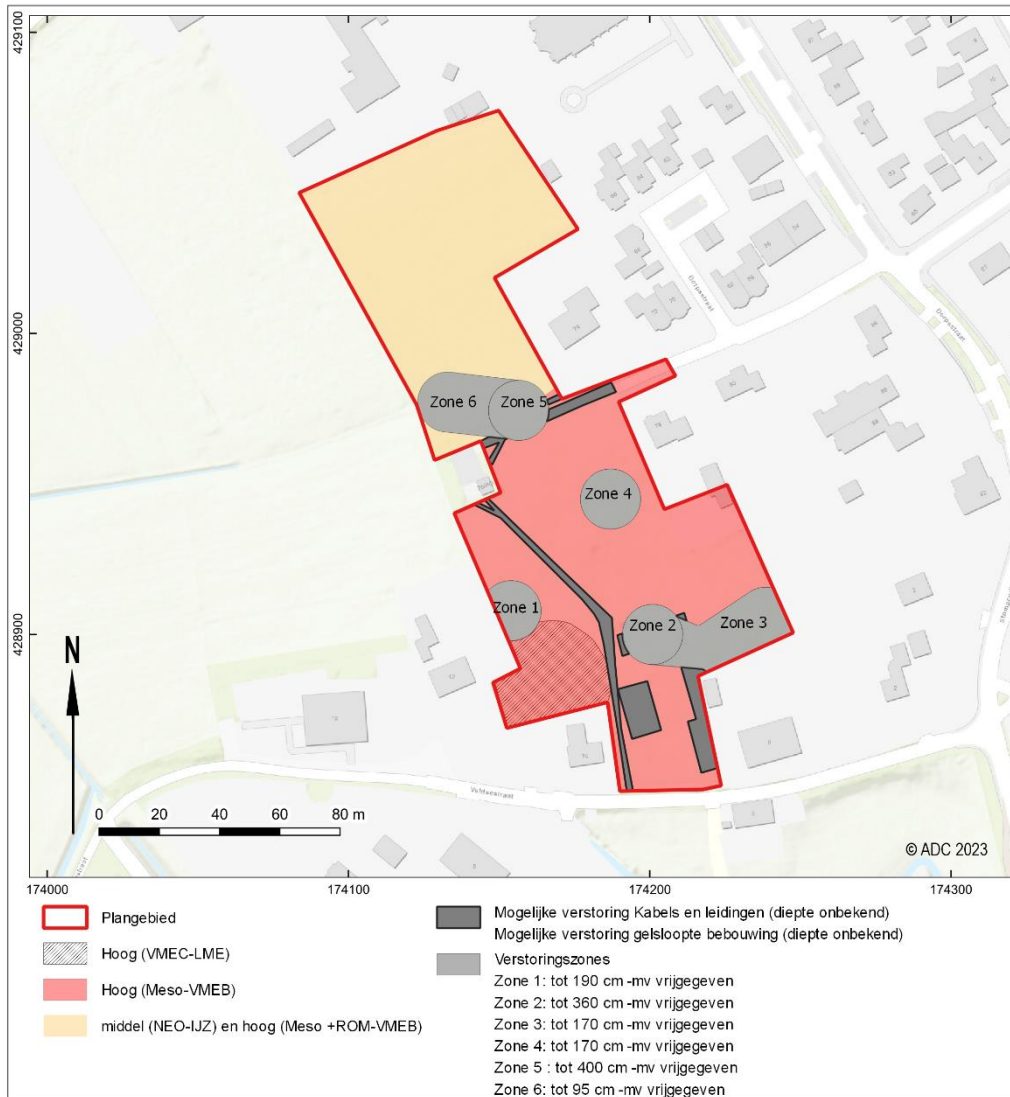 429100
429000
428900
Zone 6
Zone 5
Zone 4
Zone 1
Zone 2
Zone 3
Dorpsstraat
Dorpsstraat
N
0 20 40 60 80 m
Veldstraat
© ADC 2023
174000 174100 174200 174300
Plangebied
Hoog (VMEC-LME)
Hoog (Meso-VMEB)
middel (NEO-IJZ) en hoog (Meso +ROM-VMEB)
Mogelijke verstoring Kabels en leidingen (diepte onbekend)
Mogelijke verstoring gelsloopte bebouwing (diepte onbekend)
Verstoringszones
Zone 1: tot 190 cm -mv vrijgegeven
Zone 2: tot 360 cm -mv vrijgegeven
Zone 3: tot 170 cm -mv vrijgegeven
Zone 4: tot 170 cm -mv vrijgegeven
Zone 5 : tot 400 cm -mv vrijgegeven
Zone 6: tot 95 cm -mv vrijgegeven